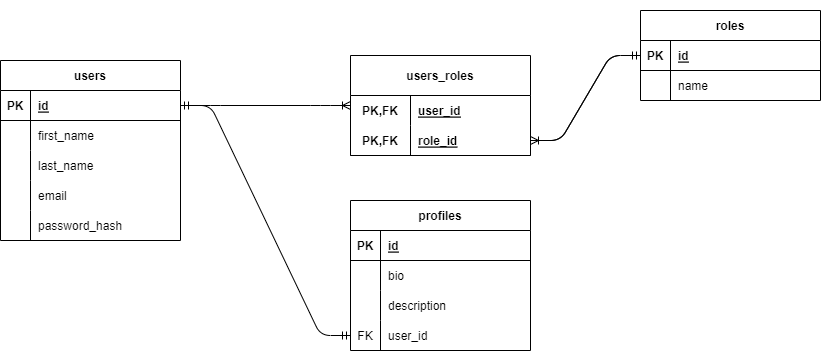 users
PK id
first_name
last_name
email
password_hash
users_roles
PK,FK user_id
PK,FK role_id
roles
PK id
name
profiles
PK id
bio
description
FK user_id